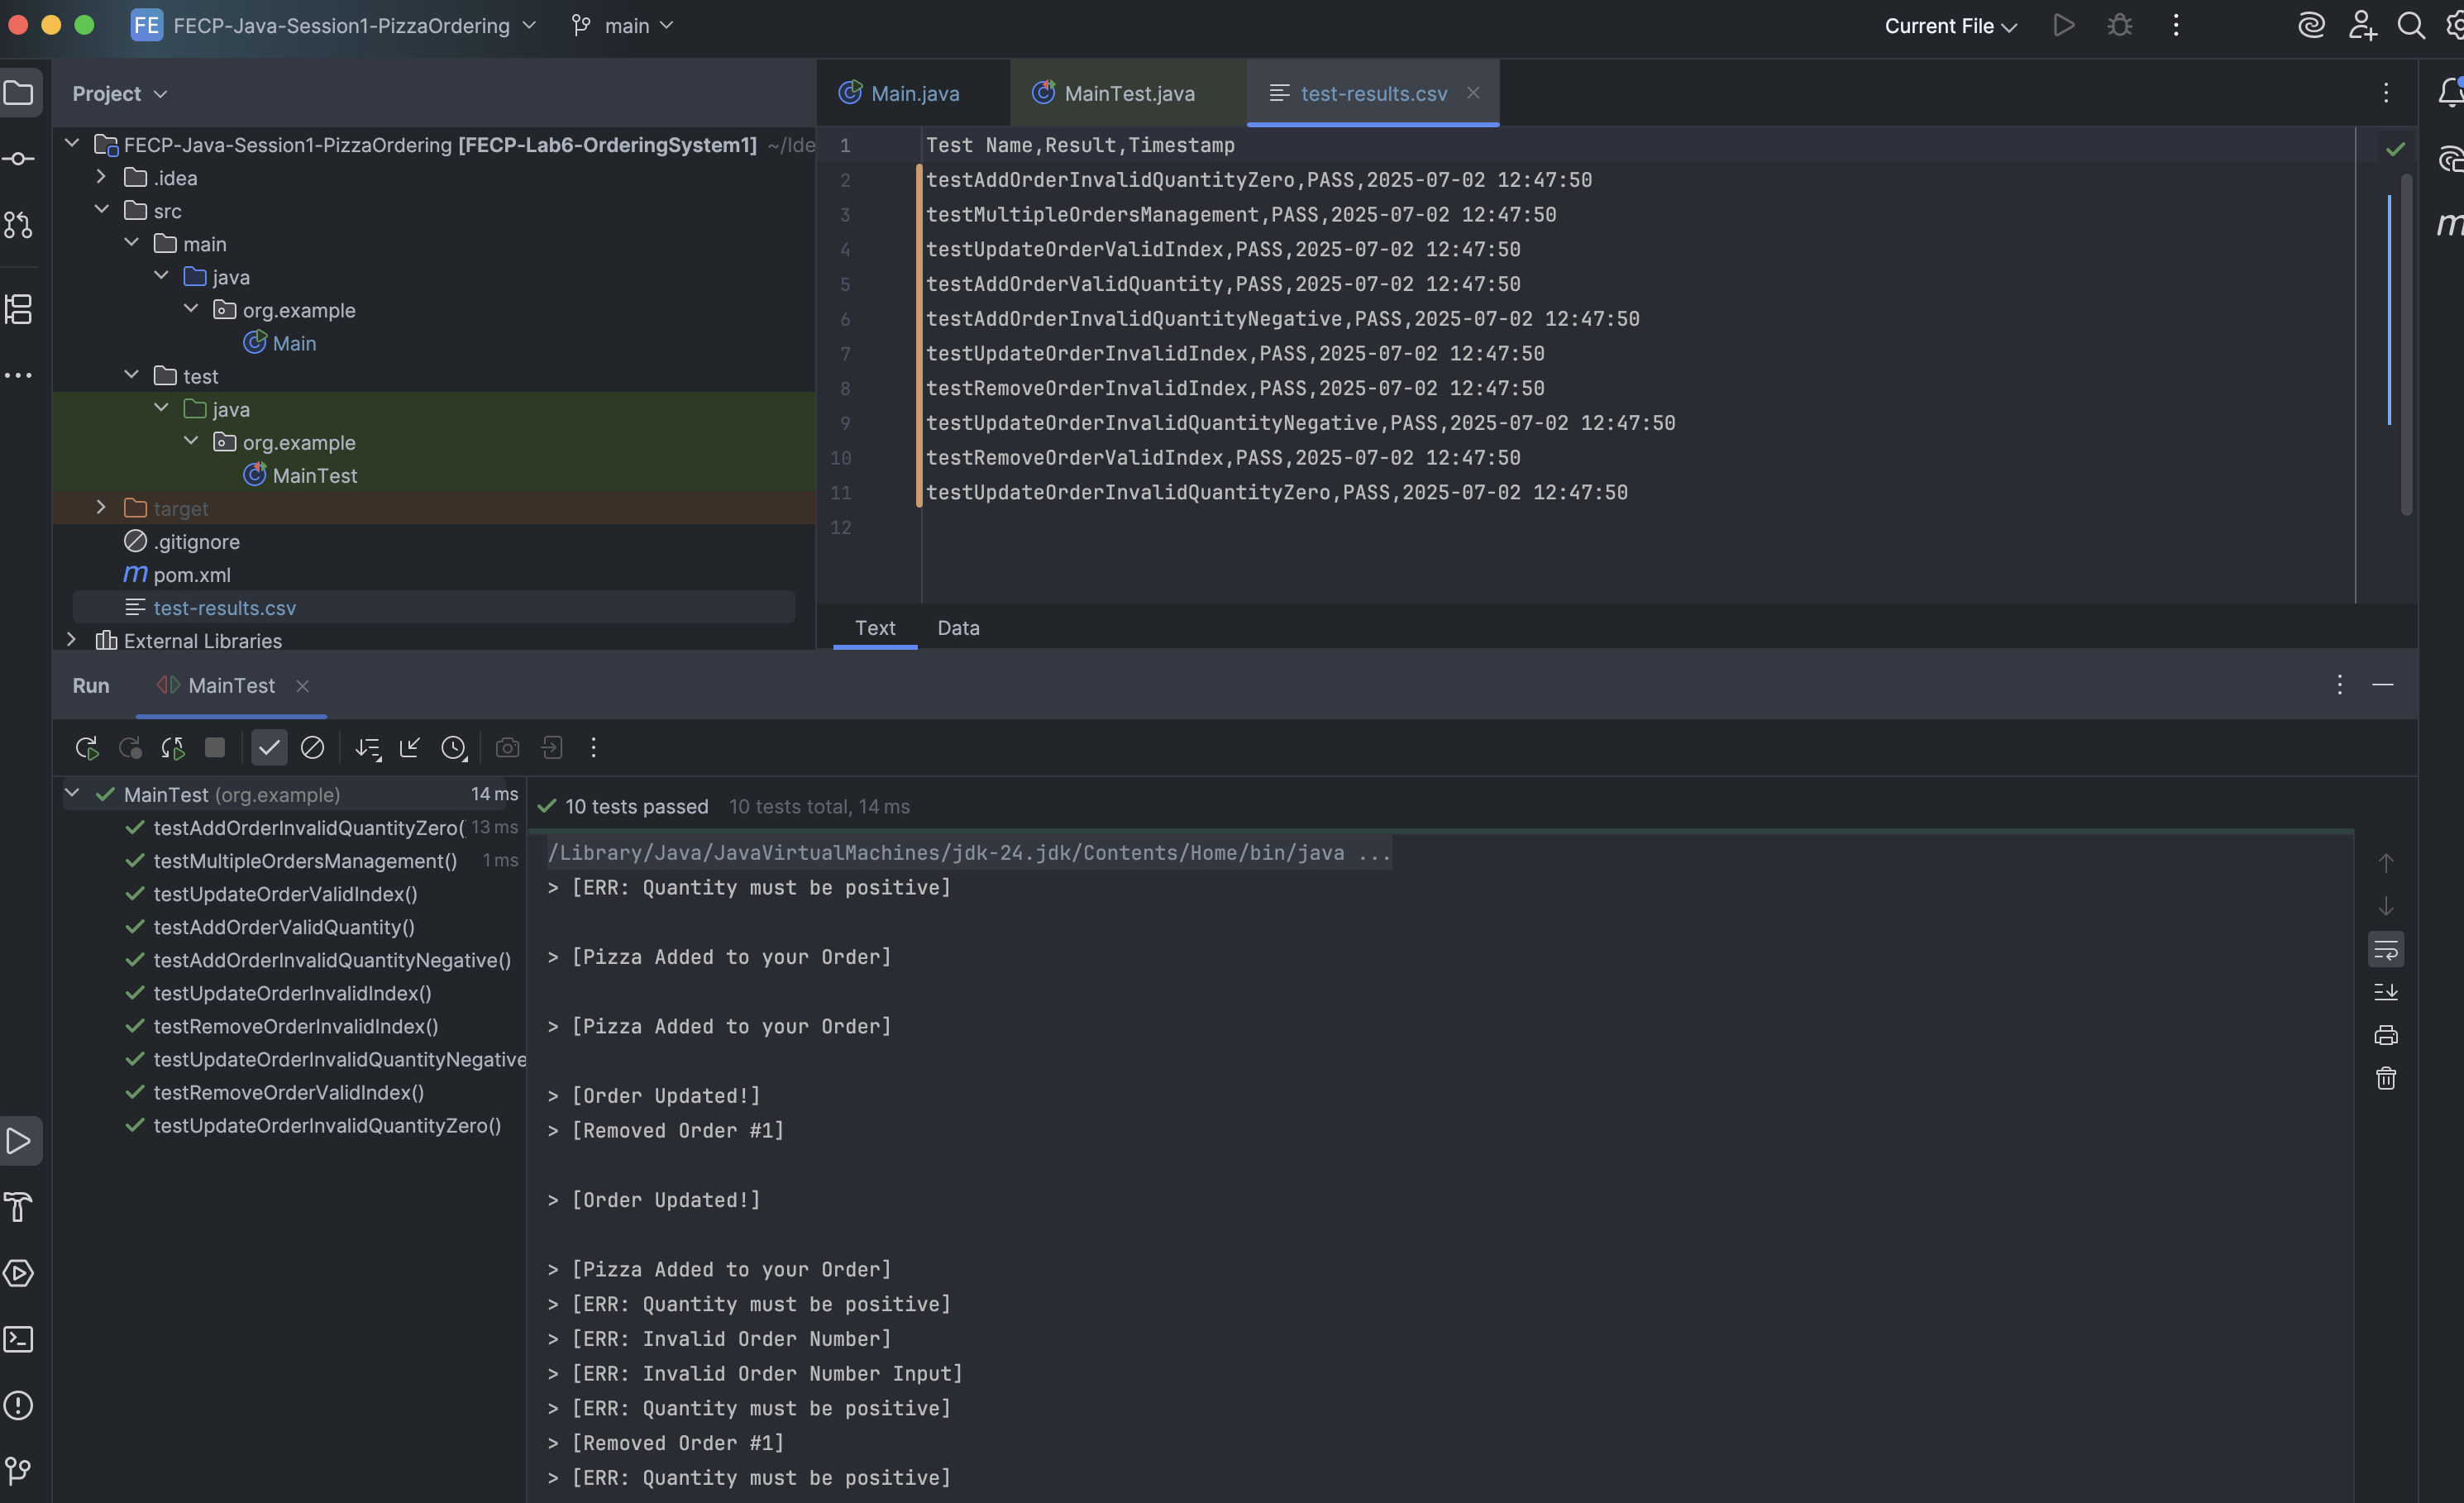 FE FECP-Java-Session1-PizzaOrdering main Current File
Project
FECP-Java-Session1-PizzaOrdering [FECP-Lab6-OrderingSystem1] ~/Ide
.idea
src
main
java
org.example
Main
test
java
org.example
MainTest
target
.gitignore
pom.xml
test-results.csv
External Libraries
Main.java MainTest.java test-results.csv
1 Test Name,Result,Timestamp
2 testAddOrderInvalidQuantityZero,PASS,2025-07-02 12:47:50
3 testMultipleOrdersManagement,PASS,2025-07-02 12:47:50
4 testUpdateOrderValidIndex,PASS,2025-07-02 12:47:50
5 testAddOrderValidQuantity,PASS,2025-07-02 12:47:50
6 testAddOrderInvalidQuantityNegative,PASS,2025-07-02 12:47:50
7 testUpdateOrderInvalidIndex,PASS,2025-07-02 12:47:50
8 testRemoveOrderInvalidIndex,PASS,2025-07-02 12:47:50
9 testUpdateOrderInvalidQuantityNegative,PASS,2025-07-02 12:47:50
10 testRemoveOrderValidIndex,PASS,2025-07-02 12:47:50
11 testUpdateOrderInvalidQuantityZero,PASS,2025-07-02 12:47:50
12
Text Data
Run MainTest
MainTest (org.example) 14 ms
testAddOrderInvalidQuantityZero( 13 ms
testMultipleOrdersManagement() 1 ms
testUpdateOrderValidIndex()
testAddOrderValidQuantity()
testAddOrderInvalidQuantityNegative()
testUpdateOrderInvalidIndex()
testRemoveOrderInvalidIndex()
testUpdateOrderInvalidQuantityNegative
testRemoveOrderValidIndex()
testUpdateOrderInvalidQuantityZero()
10 tests passed 10 tests total, 14 ms
/Library/Java/JavaVirtualMachines/jdk-24.jdk/Contents/Home/bin/java ...
> [ERR: Quantity must be positive]
> [Pizza Added to your Order]
> [Pizza Added to your Order]
> [Order Updated!]
> [Removed Order #1]
> [Order Updated!]
> [Pizza Added to your Order]
> [ERR: Quantity must be positive]
> [ERR: Invalid Order Number]
> [ERR: Invalid Order Number Input]
> [ERR: Quantity must be positive]
> [Removed Order #1]
> [ERR: Quantity must be positive]